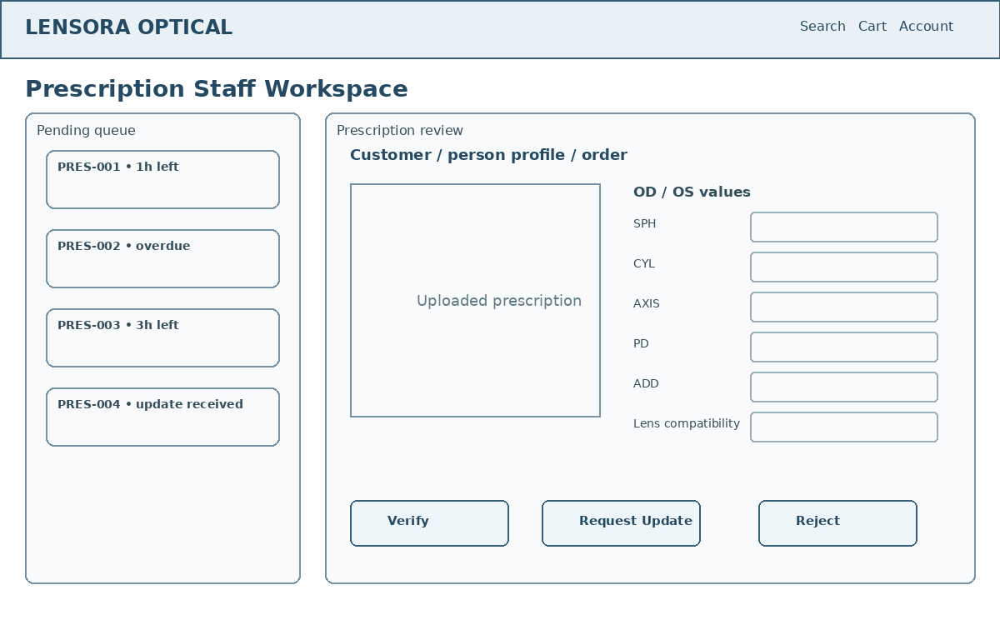 LENSORA OPTICAL
Search Cart Account
Prescription Staff Workspace
Pending queue
PRES-001 • 1h left
PRES-002 • overdue
PRES-003 • 3h left
PRES-004 • update received
Prescription review
Customer / person profile / order
Uploaded prescription
OD / OS values
SPH
CYL
AXIS
PD
ADD
Lens compatibility
Verify
Request Update
Reject